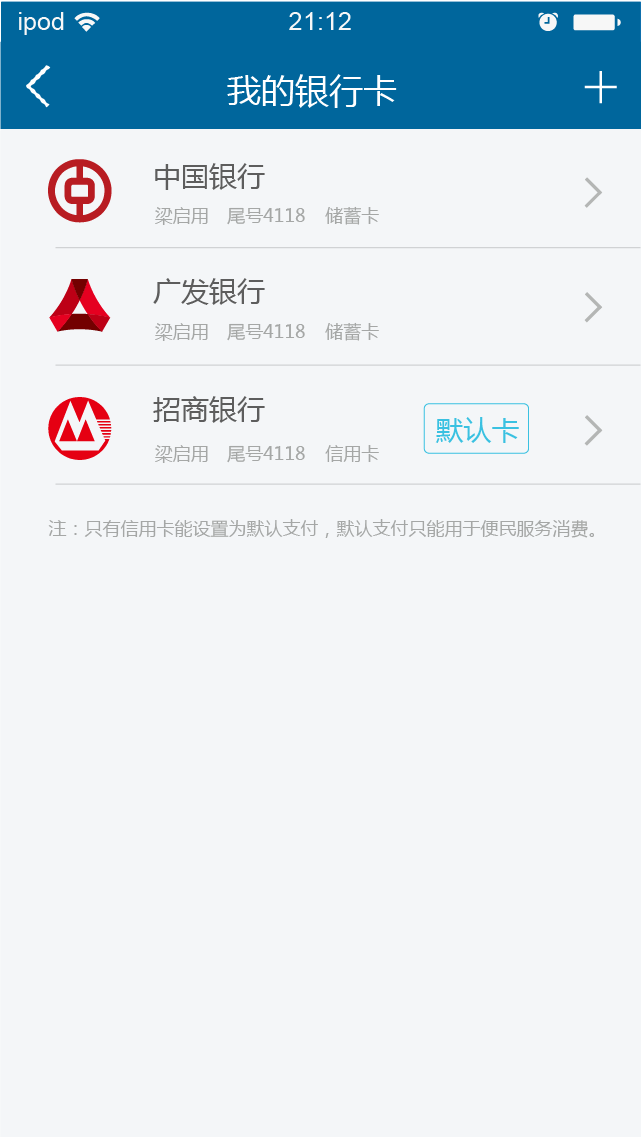 ipod 21:12
我的银行卡
中国银行
梁启用 尾号4118 储蓄卡
广发银行
梁启用 尾号4118 储蓄卡
招商银行
默认卡
梁启用 尾号4118 信用卡
注：只有信用卡能设置为默认支付，默认支付只能用于便民服务消费。